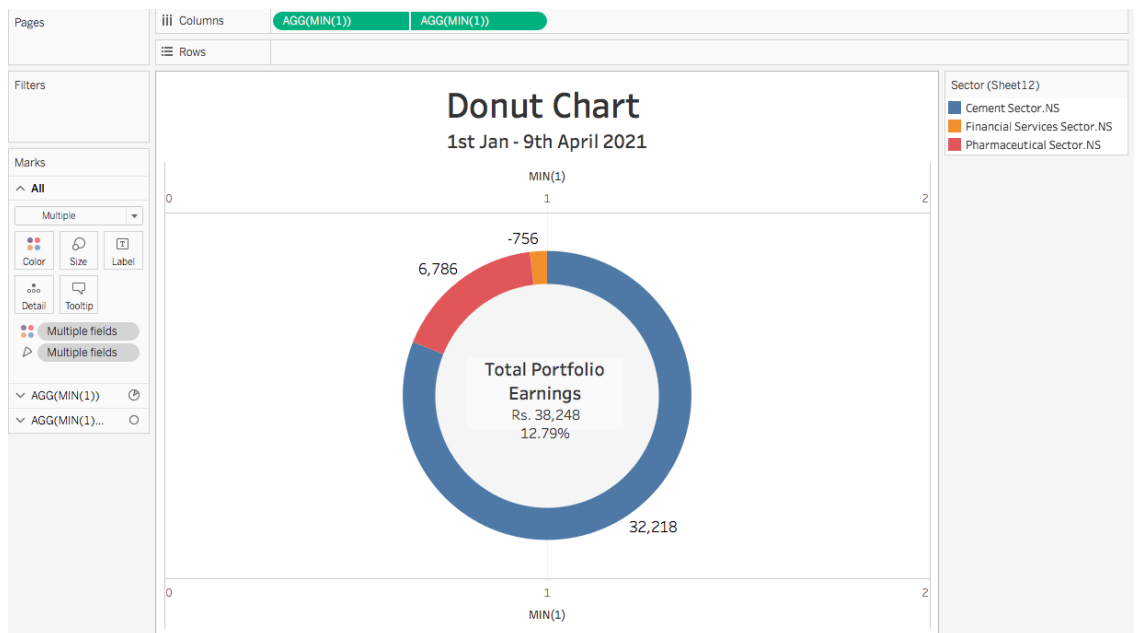 Pages
Columns
AGG(MIN(1)) AGG(MIN(1))
Rows
Filters
Marks
All
Multiple
Color Size Label
Detail Tooltip
Multiple fields
Multiple fields
AGG(MIN(1))
AGG(MIN(1)...
Donut Chart
1st Jan - 9th April 2021
MIN(1)
0 1 2
-756
6,786
Total Portfolio
Earnings
Rs. 38,248
12.79%
32,218
0 1 2
MIN(1)
Sector (Sheet12)
Cement Sector.NS
Financial Services Sector.NS
Pharmaceutical Sector.NS